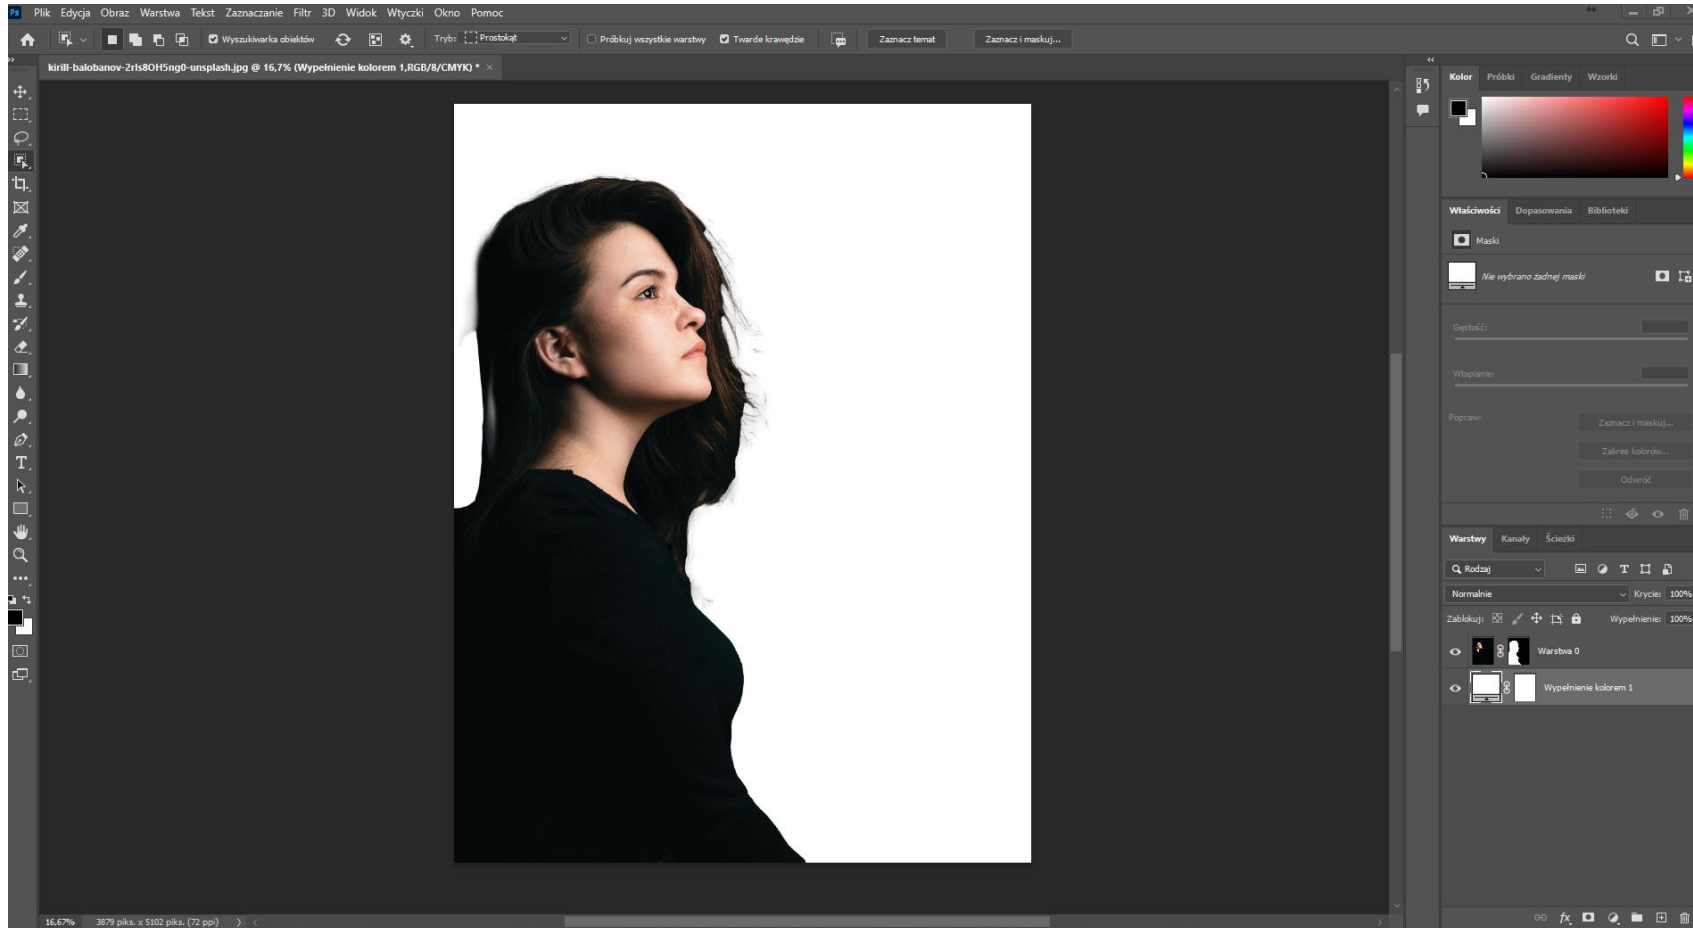 Ps Plik Edycja Obraz Warstwa Tekst Zaznaczanie Filtr 3D Widok Wtyczki Okno Pomoc
Wyszukiwarka obiektów Tryb: Prostokąt Próbkuj wszystkie warstwy Twarde krawędzie Zaznacz temat Zaznacz i maskuj...
kirill-balobanov-2rIs8OH5ng0-unsplash.jpg @ 16,7% (Wypełnienie kolorem 1,RGB/8/CMYK) * ×
Kolor Próbki Gradienty Wzorki
Właściwości Dopasowania Biblioteki
Maski
Nie wybrano żadnej maski
Gęstość:
Wtapianie:
Popraw:
Zaznacz i maskuj...
Zakres kolorów...
Odwróć
Warstwy Kanały Ścieżki
Rodzaj
Normalnie Krycie: 100%
Zablokuj: Wypełnienie: 100%
Warstwa 0
Wypełnienie kolorem 1
16,67% 3879 piks. x 5102 piks. (72 ppi)